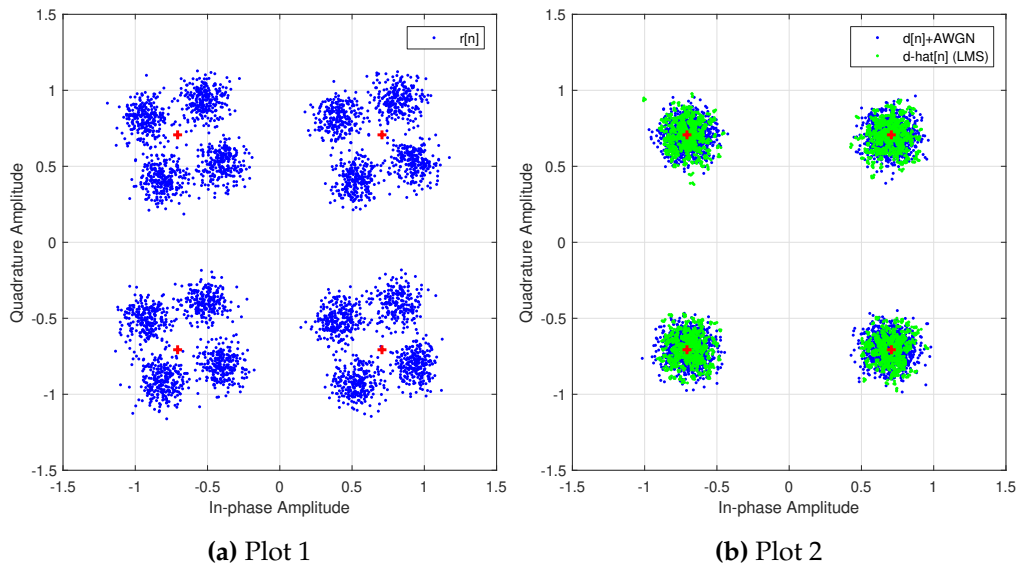 1.5
1
0.5
0
-0.5
-1
-1.5
Quadrature Amplitude
r[n]
-1.5 -1 -0.5 0 0.5 1 1.5
In-phase Amplitude
(a) Plot 1
1.5
1
0.5
0
-0.5
-1
-1.5
Quadrature Amplitude
d[n]+AWGN
d-hat[n] (LMS)
-1.5 -1 -0.5 0 0.5 1 1.5
In-phase Amplitude
(b) Plot 2